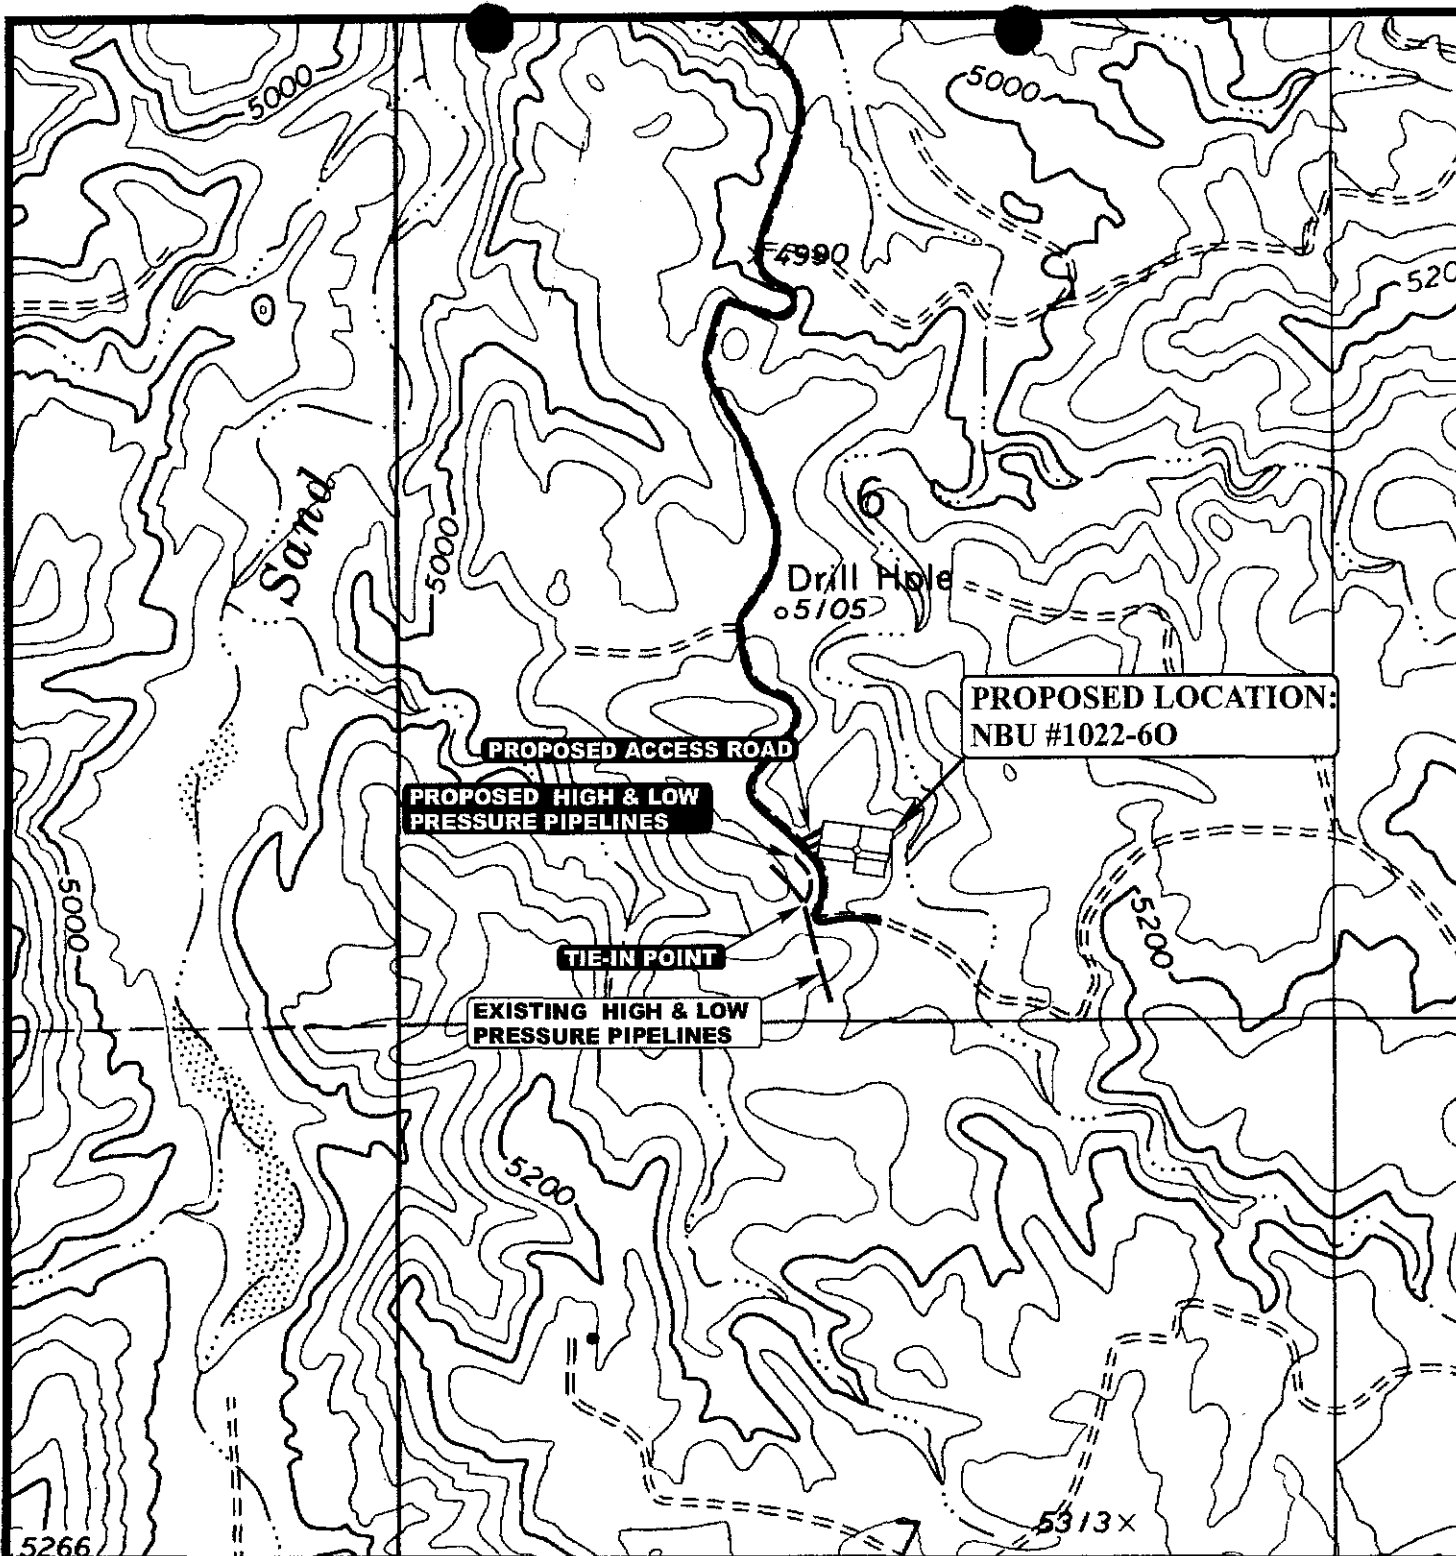 5000
5000
4990
520
Sand
5000
6
Drill Hole
5105
PROPOSED LOCATION:
NBU #1022-6O
PROPOSED ACCESS ROAD
PROPOSED HIGH & LOW
PRESSURE PIPELINES
5000
5200
TIE-IN POINT
EXISTING HIGH & LOW
PRESSURE PIPELINES
5200
5313
7
5266